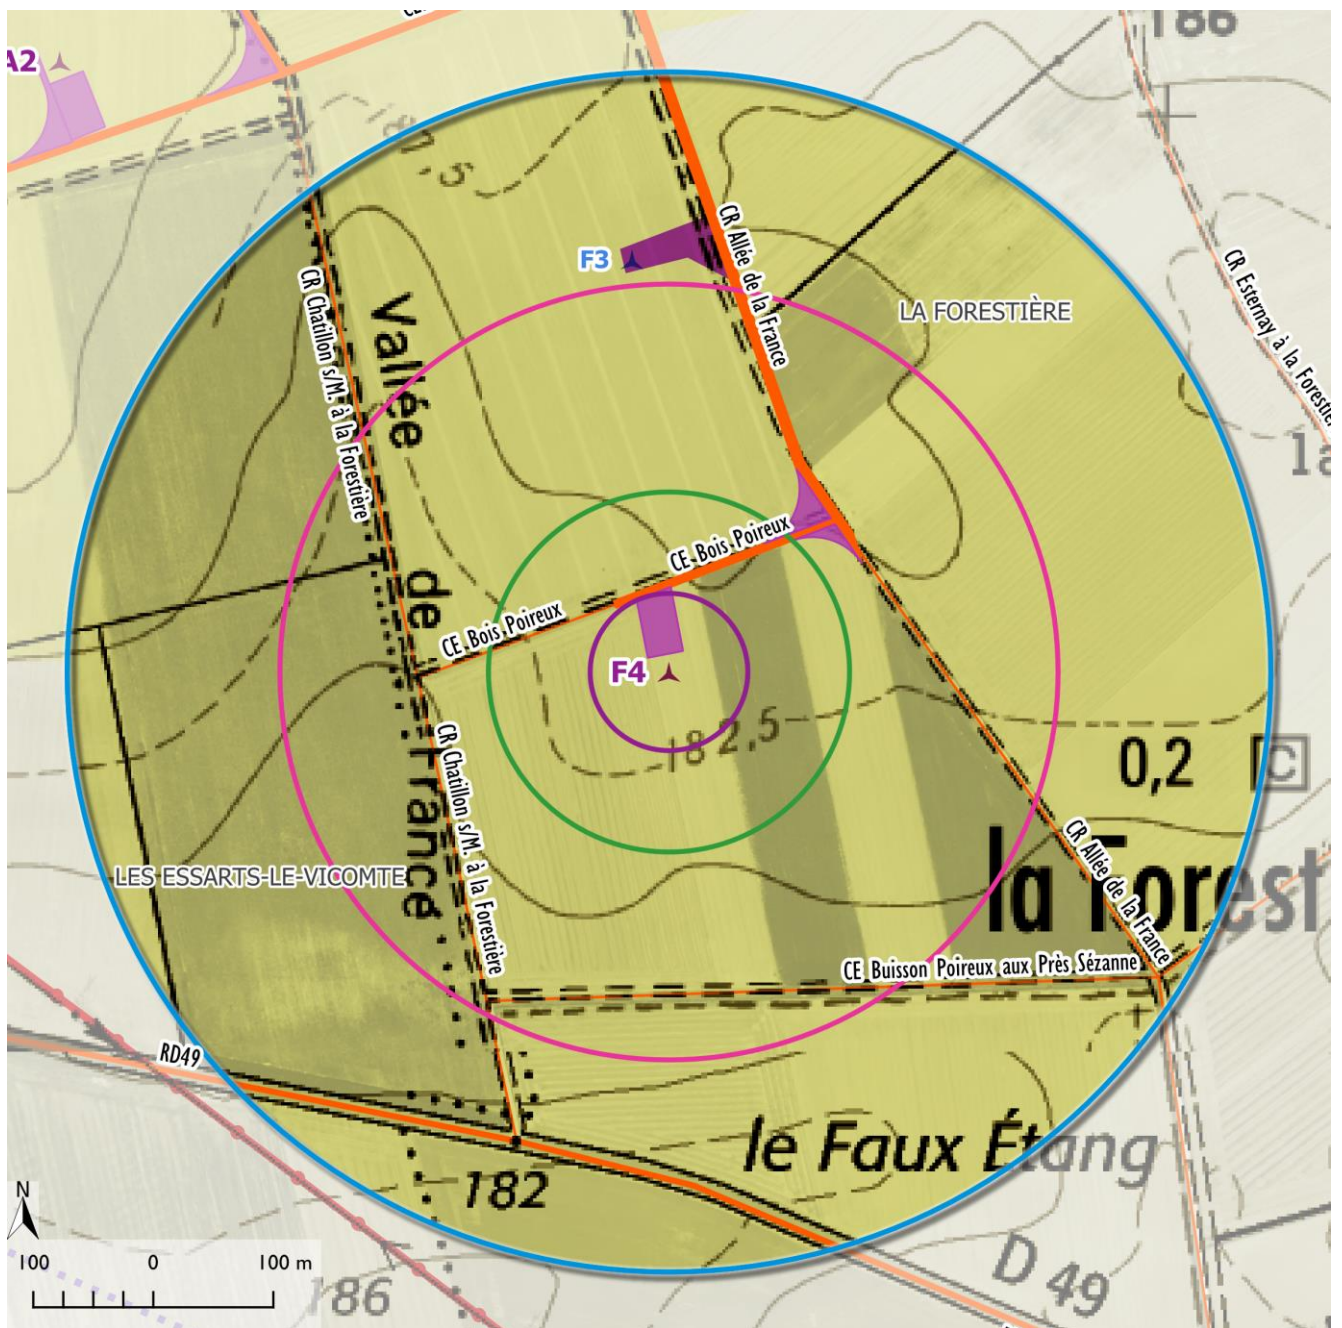 186
A2
187,5
F3
CR Allée de la France
CR Chatillon s/M. à la Forestière
Vallée
LA FORESTIÈRE
CR Esternay à la Forestièr
CE Bois Poireux
de
CE Bois Poireux
F4
182,5
CR Chatillon s/M. à la Forestière
France
0,2
C
la Forest
CR Allée de la France
LES ESSARTS-LE-VICOMTE
CE Buisson Poireux aux Près Sézanne
RD49
le Faux Étang
182
N
100 0 100 m
186
D 49